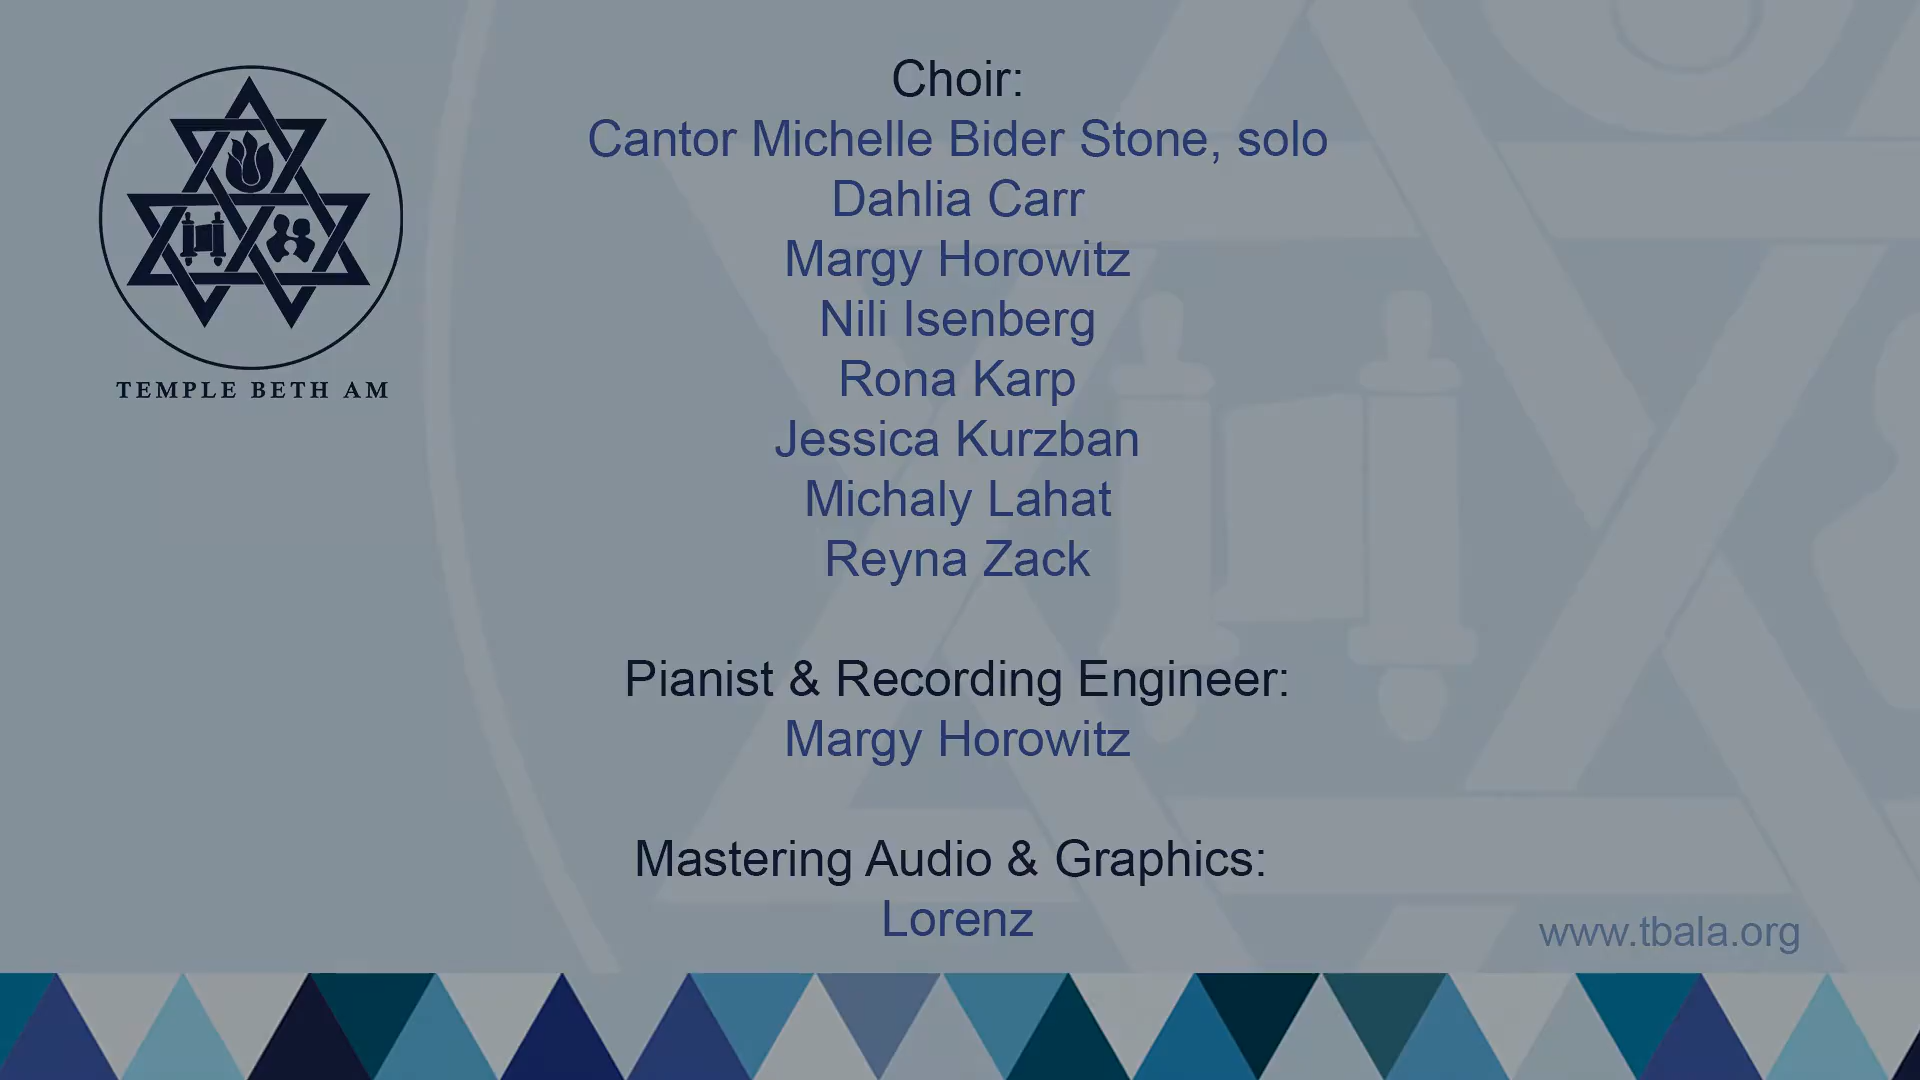 TEMPLE BETH AM
Choir:
Cantor Michelle Bider Stone, solo
Dahlia Carr
Margy Horowitz
Nili Isenberg
Rona Karp
Jessica Kurzban
Michaly Lahat
Reyna Zack
Pianist & Recording Engineer:
Margy Horowitz
Mastering Audio & Graphics:
Lorenz
www.tbala.org